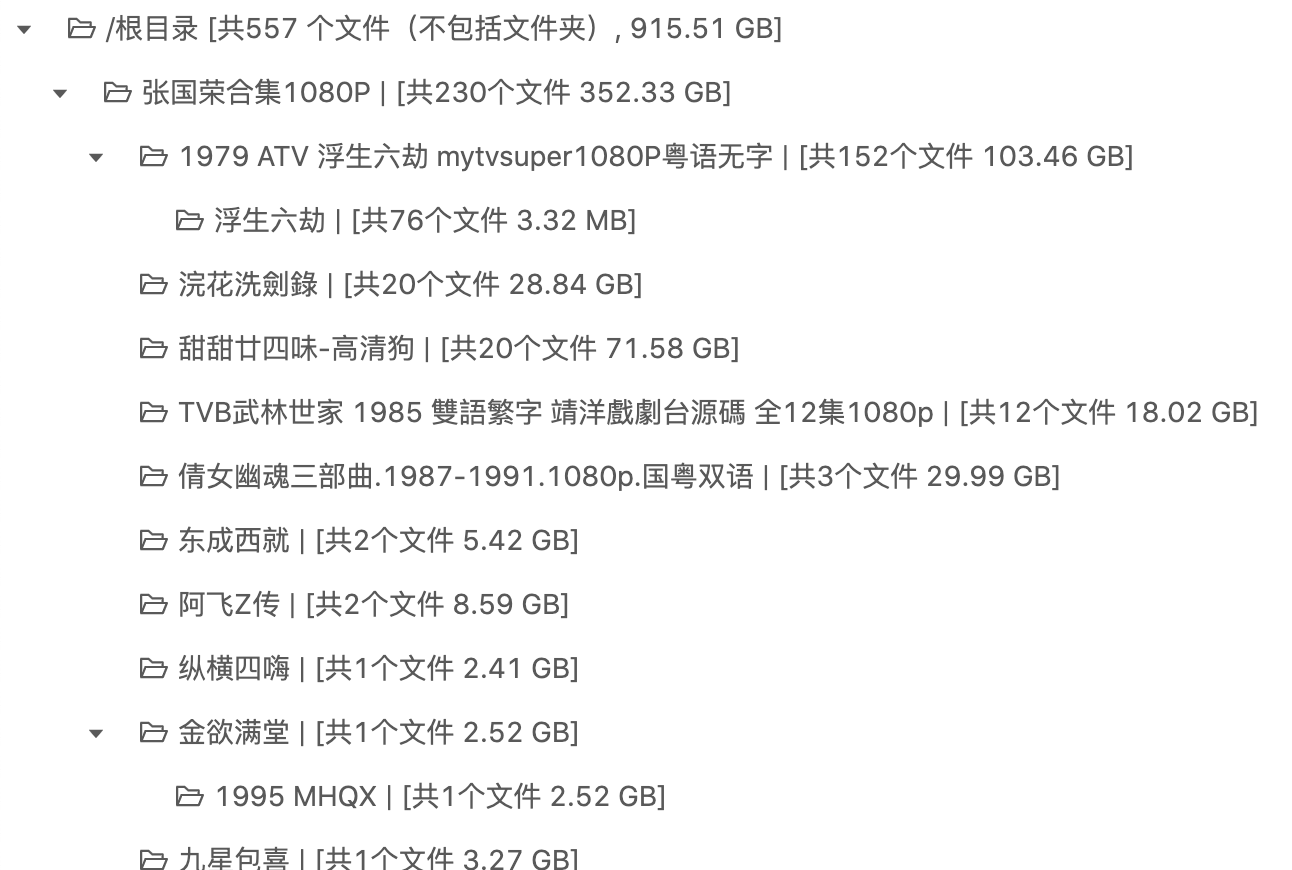 /根目录 [共557 个文件（不包括文件夹）, 915.51 GB]
张国荣合集1080P | [共230个文件 352.33 GB]
1979 ATV 浮生六劫 mytvsuper1080P粤语无字 | [共152个文件 103.46 GB]
浮生六劫 | [共76个文件 3.32 MB]
浣花洗劍錄 | [共20个文件 28.84 GB]
甜甜廿四味-高清狗 | [共20个文件 71.58 GB]
TVB武林世家 1985 雙語繁字 靖洋戲劇台源碼 全12集1080p | [共12个文件 18.02 GB]
倩女幽魂三部曲.1987-1991.1080p.国粤双语 | [共3个文件 29.99 GB]
东成西就 | [共2个文件 5.42 GB]
阿飞Z传 | [共2个文件 8.59 GB]
纵横四嗨 | [共1个文件 2.41 GB]
金欲满堂 | [共1个文件 2.52 GB]
1995 MHQX | [共1个文件 2.52 GB]
九星包喜 | [共1个文件 3.27 GB]